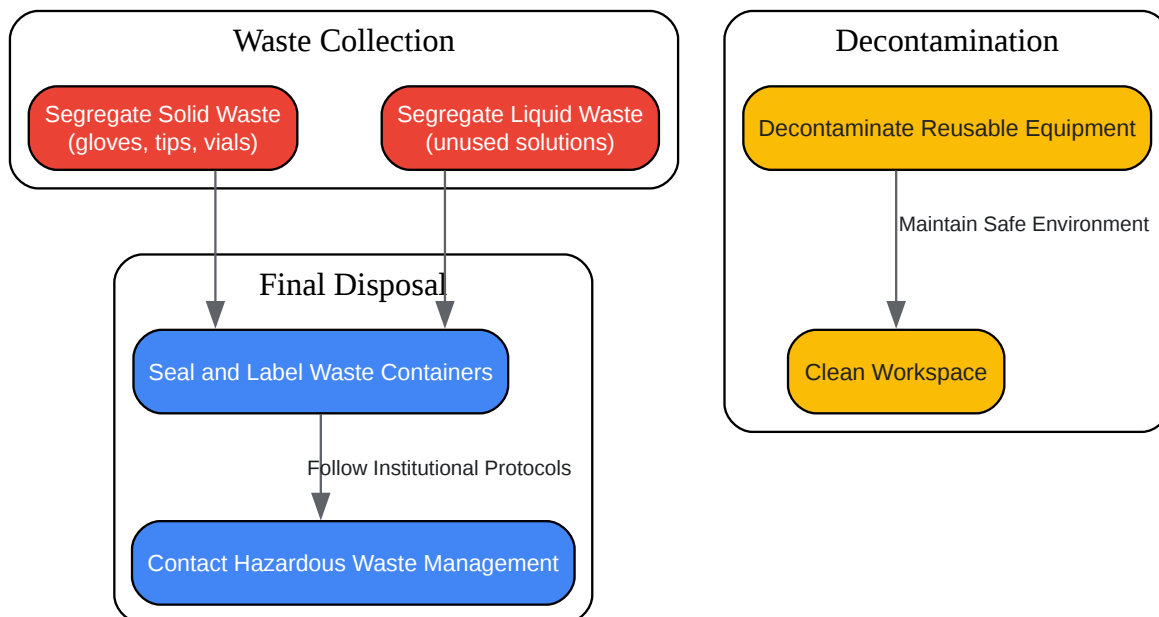 Waste Collection
Segregate Solid Waste
(gloves, tips, vials)
Segregate Liquid Waste
(unused solutions)
Final Disposal
Seal and Label Waste Containers
Follow Institutional Protocols
Contact Hazardous Waste Management
Decontamination
Decontaminate Reusable Equipment
Maintain Safe Environment
Clean Workspace